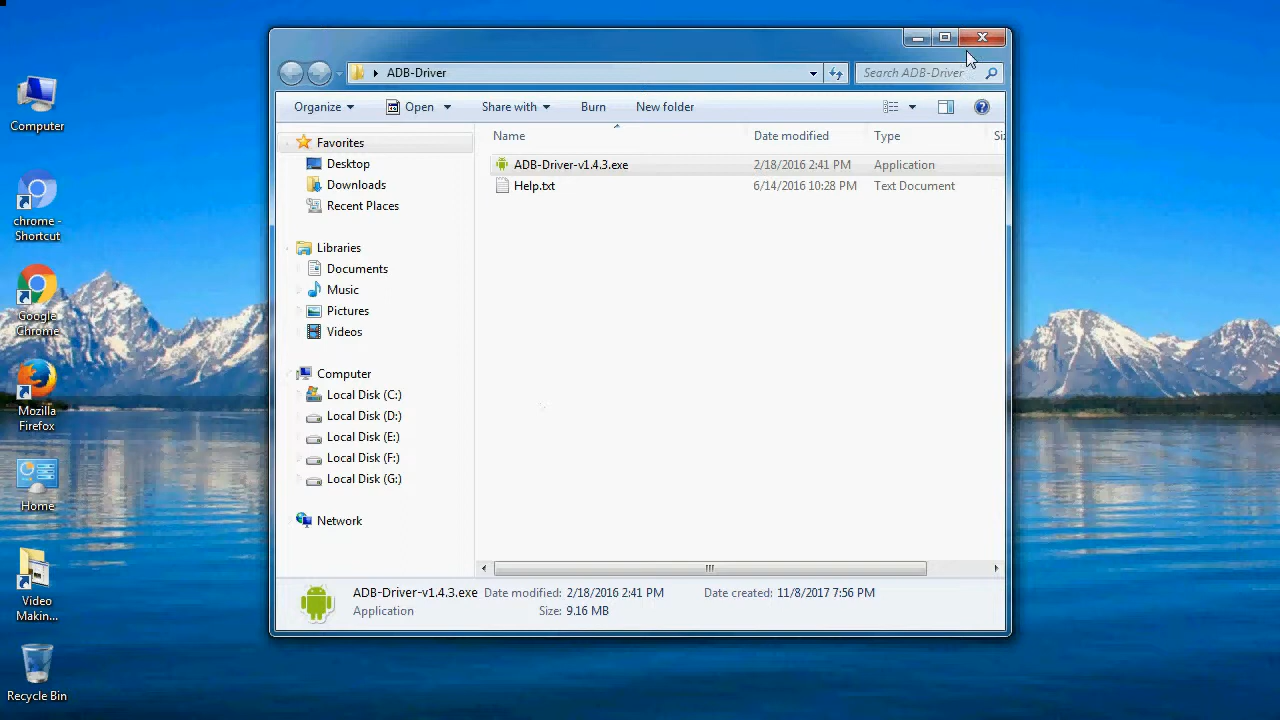 Computer
chrome -
Shortcut
Google
Chrome
Mozilla
Firefox
Home
Video
Makin...
Recycle Bin
ADB-Driver
Search ADB-Driver
Organize
Open
Share with
Burn
New folder
Favorites
Desktop
Downloads
Recent Places
Libraries
Documents
Music
Pictures
Videos
Computer
Local Disk (C:)
Local Disk (D:)
Local Disk (E:)
Local Disk (F:)
Local Disk (G:)
Network
Name Date modified Type Si
ADB-Driver-v1.4.3.exe 2/18/2016 2:41 PM Application
Help.txt 6/14/2016 10:28 PM Text Document
ADB-Driver-v1.4.3.exe Date modified: 2/18/2016 2:41 PM Date created: 11/8/2017 7:56 PM
Application Size: 9.16 MB